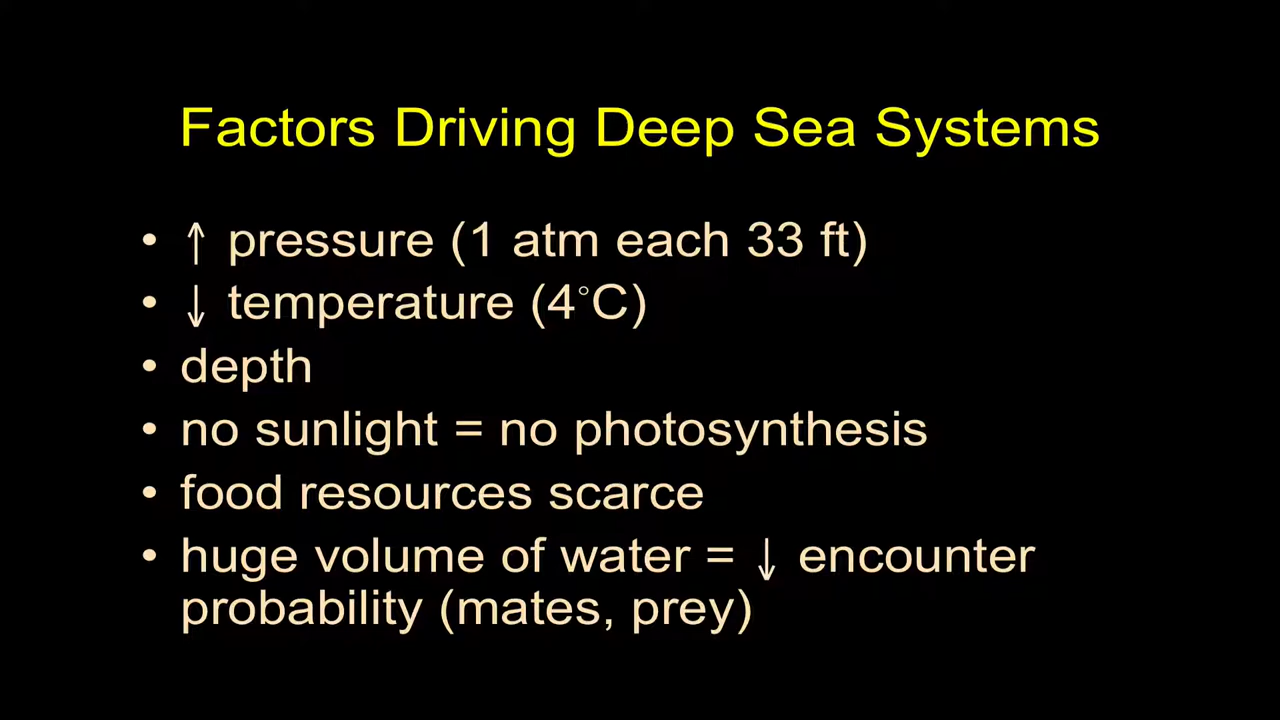 Factors Driving Deep Sea Systems
• ↑ pressure (1 atm each 33 ft)
• ↓ temperature (4°C)
• depth
• no sunlight = no photosynthesis
• food resources scarce
• huge volume of water = ↓ encounter
probability (mates, prey)